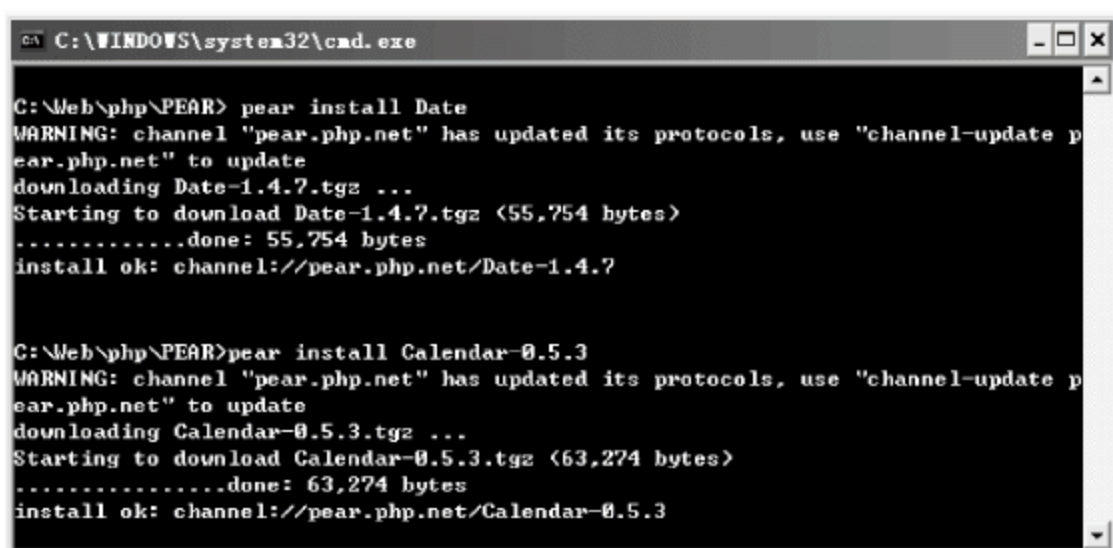 C:\WINDOWS\system32\cmd.exe
C:\Web\php\PEAR> pear install Date
WARNING: channel "pear.php.net" has updated its protocols, use "channel-update p
ear.php.net" to update
downloading Date-1.4.7.tgz ...
Starting to download Date-1.4.7.tgz (55,754 bytes)
.............done: 55,754 bytes
install ok: channel://pear.php.net/Date-1.4.7
C:\Web\php\PEAR>pear install Calendar-0.5.3
WARNING: channel "pear.php.net" has updated its protocols, use "channel-update p
ear.php.net" to update
downloading Calendar-0.5.3.tgz ...
Starting to download Calendar-0.5.3.tgz (63,274 bytes)
................done: 63,274 bytes
install ok: channel://pear.php.net/Calendar-0.5.3